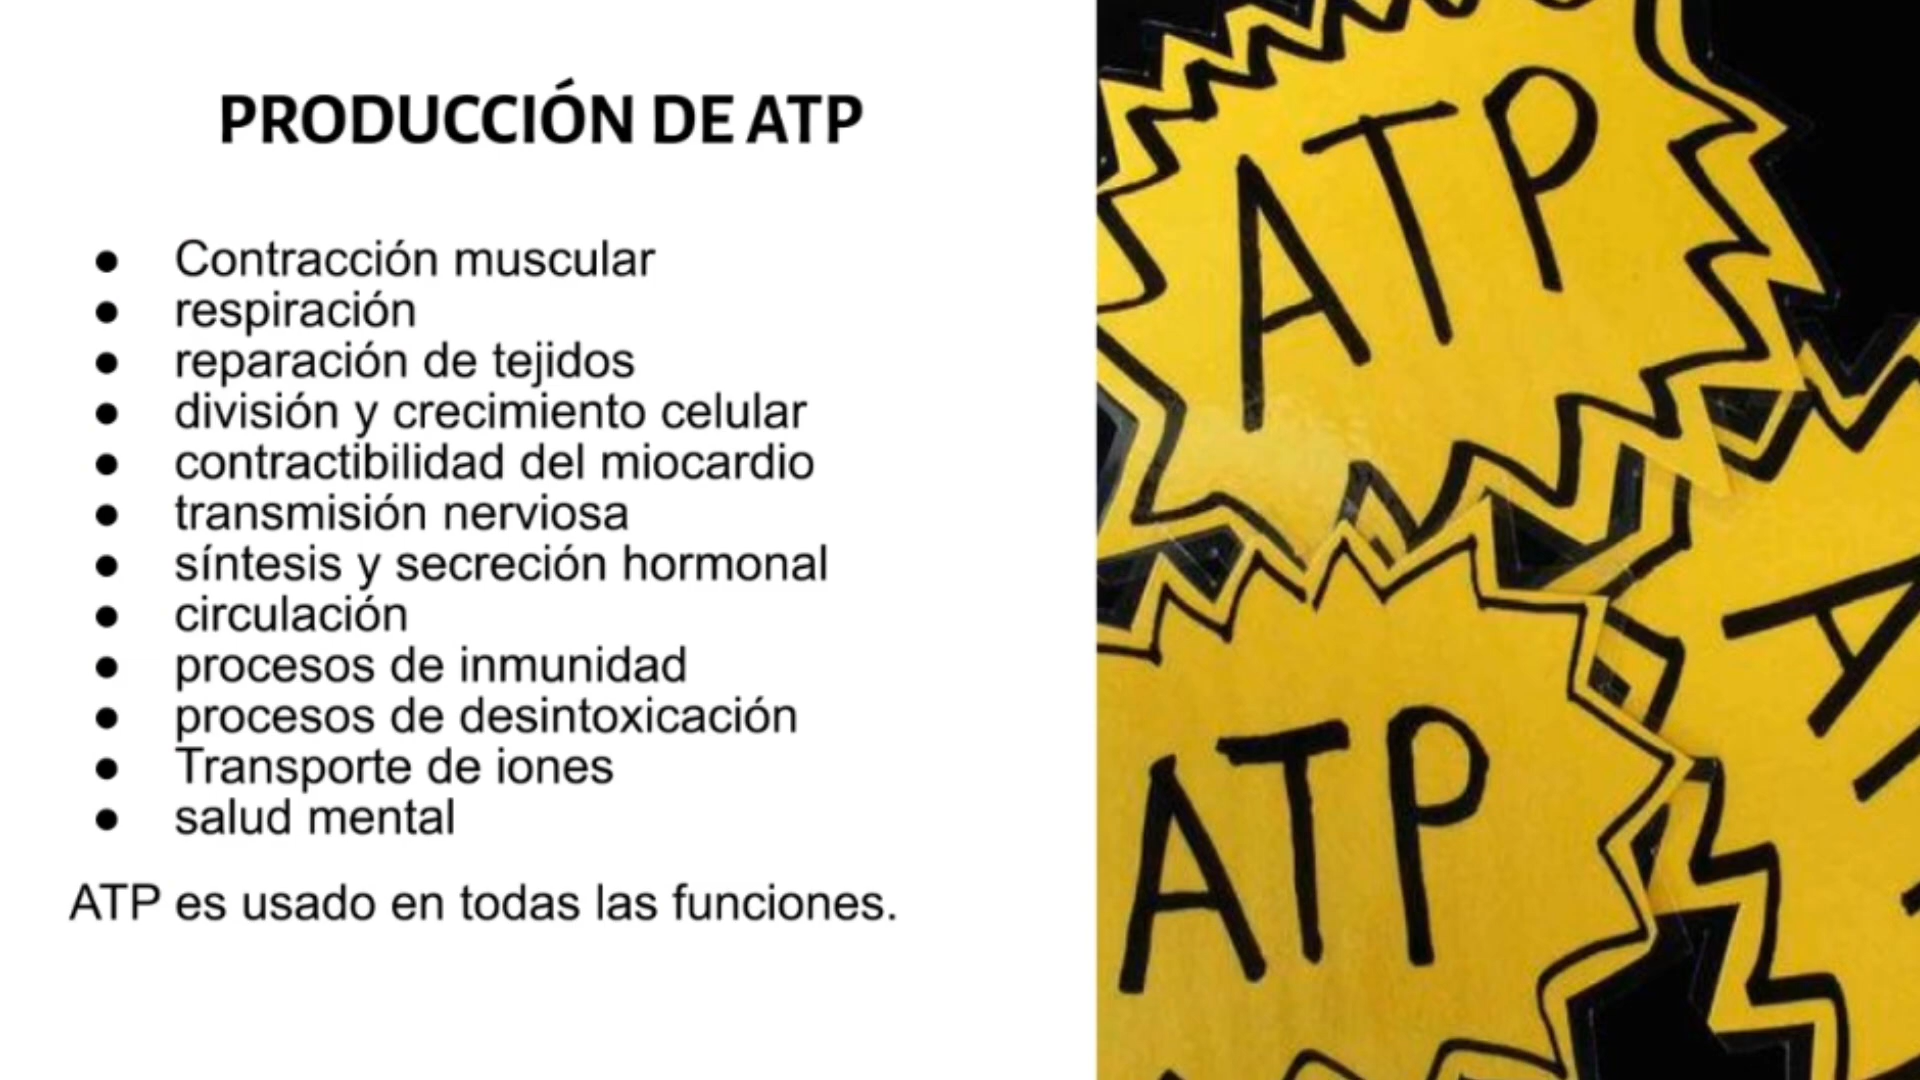 PRODUCCIÓN DE ATP
● Contracción muscular
● respiración
● reparación de tejidos
● división y crecimiento celular
● contractibilidad del miocardio
● transmisión nerviosa
● síntesis y secreción hormonal
● circulación
● procesos de inmunidad
● procesos de desintoxicación
● Transporte de iones
● salud mental
ATP es usado en todas las funciones.
ATP
ATP